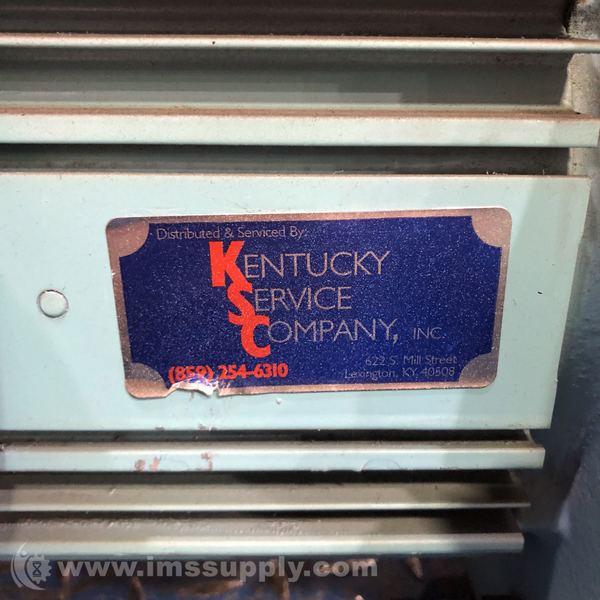 Distributed & Serviced By:
KENTUCKY
SERVICE
COMPANY, INC.
(859) 254-6310
622 S. Mill Street
Lexington, KY 40508
www.imssupply.com